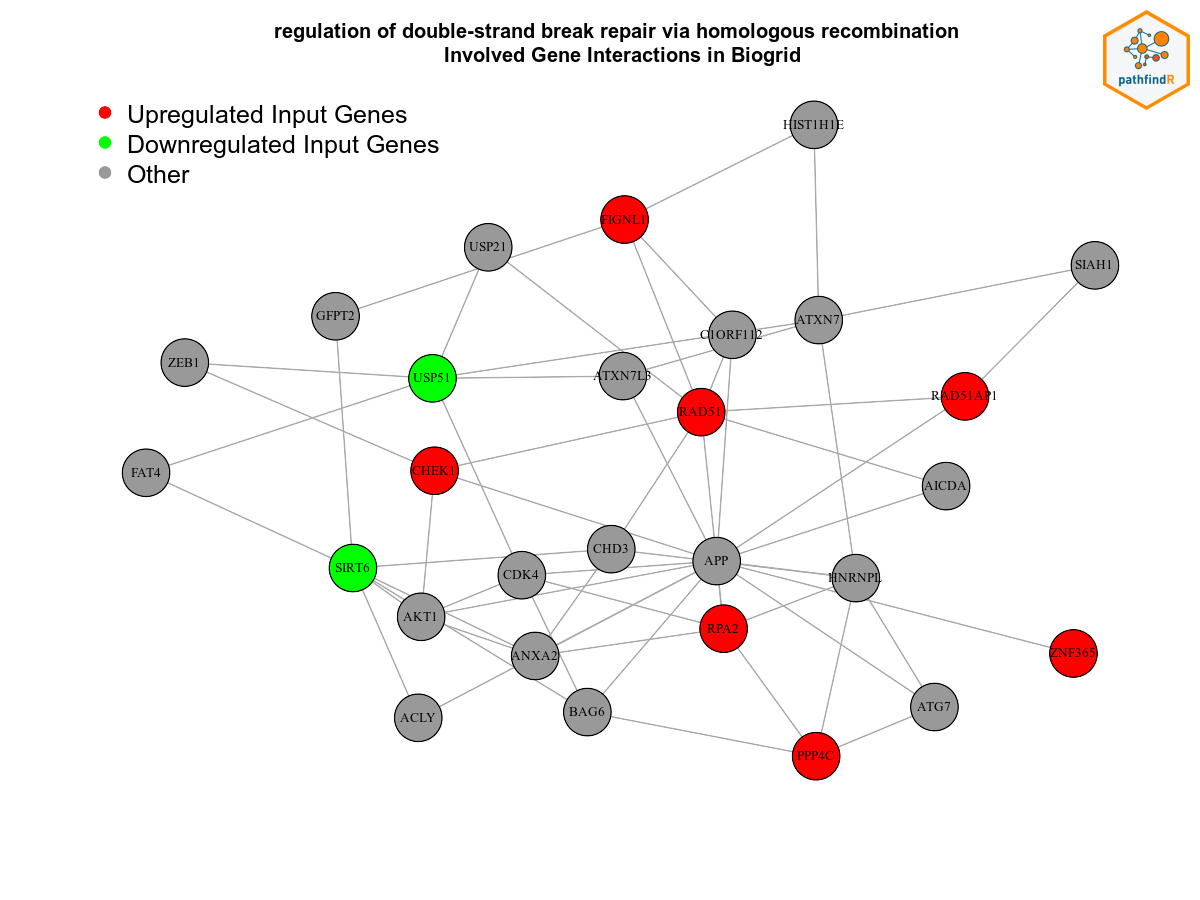 regulation of double-strand break repair via homologous recombination
Involved Gene Interactions in Biogrid
pathfindR
Upregulated Input Genes
Downregulated Input Genes
Other
HIST1H1E
FIGNL1
USP21
SIAH1
GFPT2
ATXN7
C1ORF112
ZEB1
USP51
ATXN7L3
RAD51AP1
RAD51
CHEK1
FAT4
AICDA
CHD3
APP
SIRT6
CDK4
HNRNPL
AKT1
RPA2
ANXA2
ZNF365
ACLY
BAG6
ATG7
PPP4C